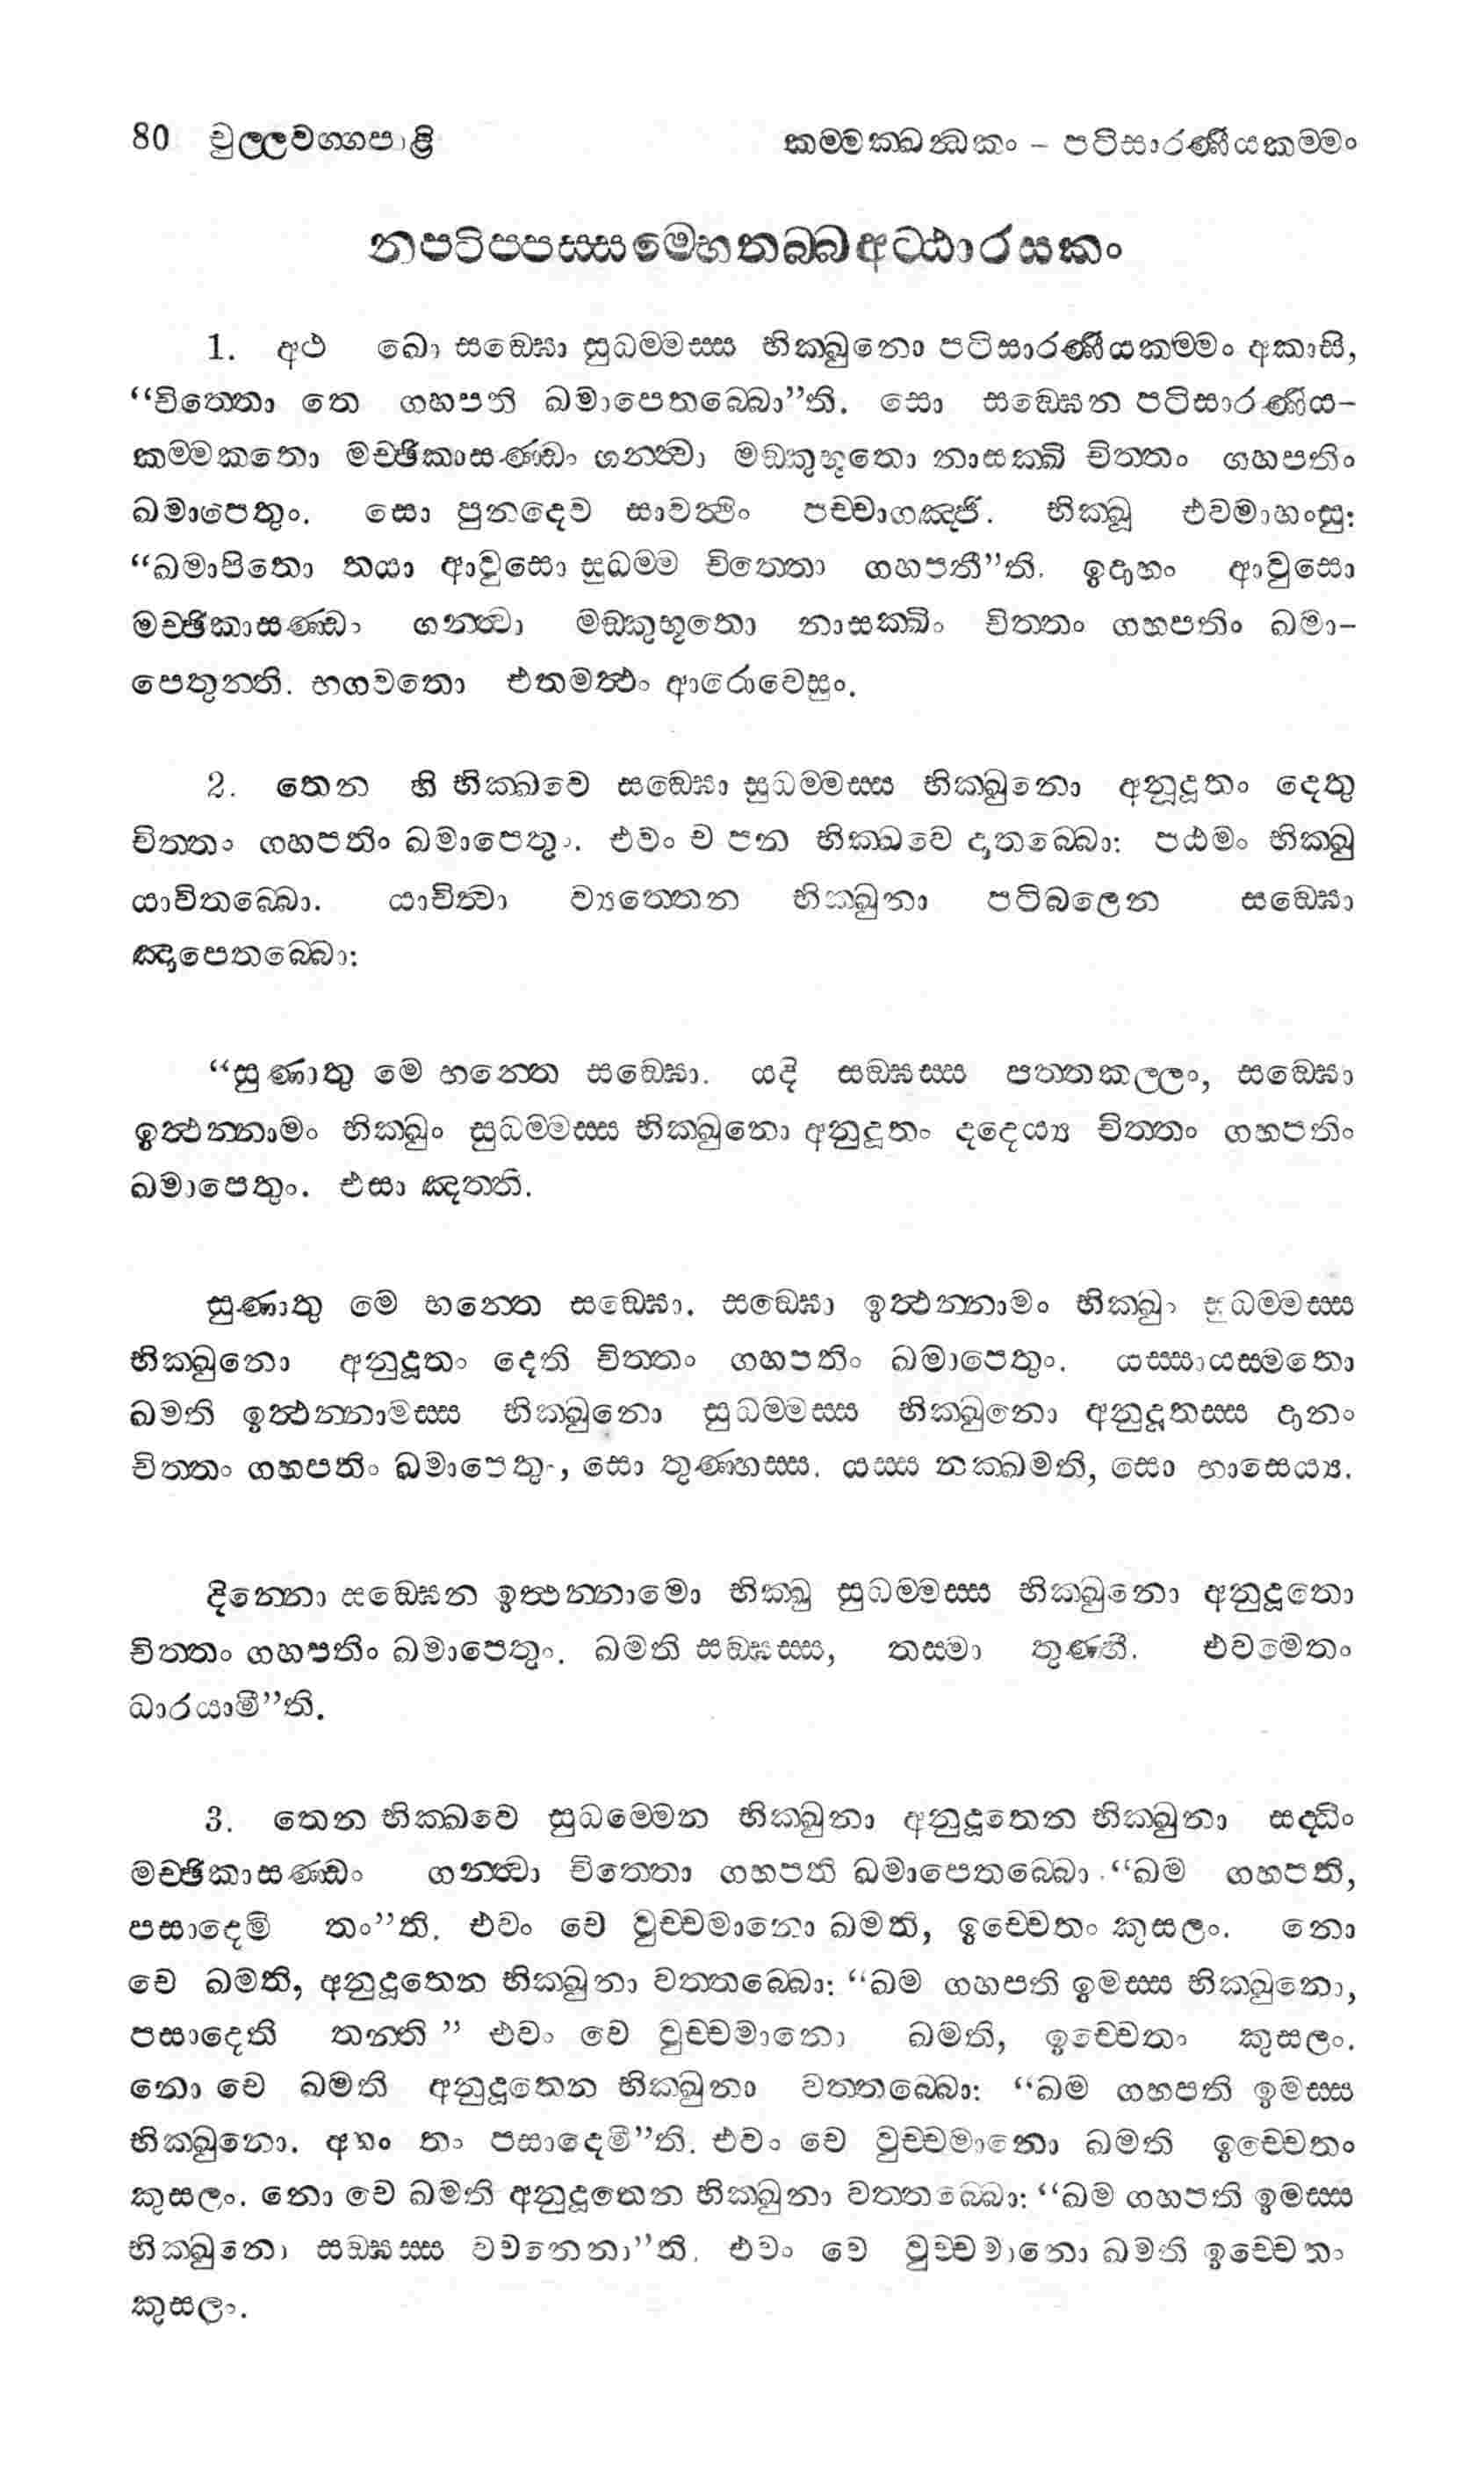 80 චුල්ලවග්ගපාළි
කම්මක්ඛන්ධකං – පටිසාරණීයකම්මං
නපටිප්පස්සම්භෙතබ්බඅට්ඨාරසකං
1. අථ ඛො සඞ්ඝො සුධම්මස්ස භික්ඛුනො පටිසාරණීයකම්මං අකාසි,
“චිත්තො තෙ ගහපති ඛමාපෙතබ්බො”ති. සො සඞ්ඝෙන පටිසාරණීය–
කම්මකතො මච්ඡිකාසණ්ඩං ගන්ත්වා මඞ්කුභූතො නාසක්ඛි චිත්තං ගහපතිං
ඛමාපෙතුං. සො පුනදෙව සාවත්ථිං පච්චාගඤ්ඡි. භික්ඛූ එවමාහංසු:
“ඛමාපිතො තයා ආවුසො සුධම්ම චිත්තො ගහපතී”ති. ඉදාහං ආවුසො
මච්ඡිකාසණ්ඩං ගන්ත්වා මඞ්කුභූතො නාසක්ඛිං චිත්තං ගහපතිං ඛමා–
පෙතුන්ති. භගවතො එතමත්ථං ආරොචෙසුං.
2. තෙන හි භික්ඛවෙ සඞ්ඝො සුධම්මස්ස භික්ඛුනො අනුදූතං දෙතු
චිත්තං ගහපතිං ඛමාපෙතුං. එවං ච පන භික්ඛවෙ දාතබ්බො: පඨමං භික්ඛු
යාචිතබ්බො. යාචිත්වා ව්‍යත්තෙන භික්ඛුනා පටිබලෙන සඞ්ඝො
ඤාපෙතබ්බො:
“සුණාතු මෙ භන්තෙ සඞ්ඝො. යදි සඞ්ඝස්ස පත්තකල්ලං, සඞ්ඝො
ඉත්ථන්නාමං භික්ඛුං සුධම්මස්ස භික්ඛුනො අනුදූතං දදෙය්‍ය චිත්තං ගහපතිං
ඛමාපෙතුං. එසා ඤත්ති.
සුණාතු මෙ භන්තෙ සඞ්ඝො. සඞ්ඝො ඉත්ථන්නාමං භික්ඛුං සුධම්මස්ස
භික්ඛුනො අනුදූතං දෙති චිත්තං ගහපතිං ඛමාපෙතුං. යස්සායස්මතො
ඛමති ඉත්ථන්නාමස්ස භික්ඛුනො සුධම්මස්ස භික්ඛුනො අනුදූතස්ස දානං
චිත්තං ගහපතිං ඛමාපෙතුං, සො තුණ්හස්ස. යස්ස නක්ඛමති, සො භාසෙය්‍ය.
දින්නො සඞ්ඝෙන ඉත්ථන්නාමො භික්ඛු සුධම්මස්ස භික්ඛුනො අනුදූතො
චිත්තං ගහපතිං ඛමාපෙතුං. ඛමති සඞ්ඝස්ස, තස්මා තුණ්හී. එවමෙතං
ධාරයාමී”ති.
3. තෙන භික්ඛවෙ සුධම්මෙන භික්ඛුනා අනුදූතෙන භික්ඛුනා සද්ධිං
මච්ඡිකාසණ්ඩං ගන්ත්වා චිත්තො ගහපති ඛමාපෙතබ්බො “ඛම ගහපති,
පසාදෙමි තං”ති. එවං චෙ වුච්චමානො ඛමති, ඉච්චෙතං කුසලං. නො
චෙ ඛමති, අනුදූතෙන භික්ඛුනා වත්තබ්බො: “ඛම ගහපති ඉමස්ස භික්ඛුනො,
පසාදෙති තන්ති” එවං චෙ වුච්චමානො ඛමති, ඉච්චෙතං කුසලං.
නො චෙ ඛමති අනුදූතෙන භික්ඛුනා වත්තබ්බො: “ඛම ගහපති ඉමස්ස
භික්ඛුනො. අහං තං පසාදෙමී”ති. එවං චෙ වුච්චමානො ඛමති ඉච්චෙතං
කුසලං. නො චෙ ඛමති අනුදූතෙන භික්ඛුනා වත්තබ්බො: “ඛම ගහපති ඉමස්ස
භික්ඛුනො සඞ්ඝස්ස වචනෙනා”ති. එවං චෙ වුච්චමානො ඛමති ඉච්චෙතං
කුසලං.